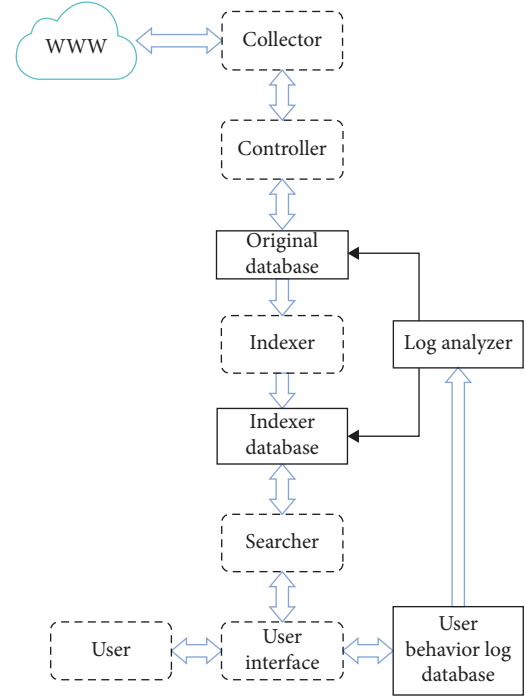 WWW
Collector
Controller
Original
database
Indexer
Log analyzer
Indexer
database
Searcher
User
User
interface
User
behavior log
database